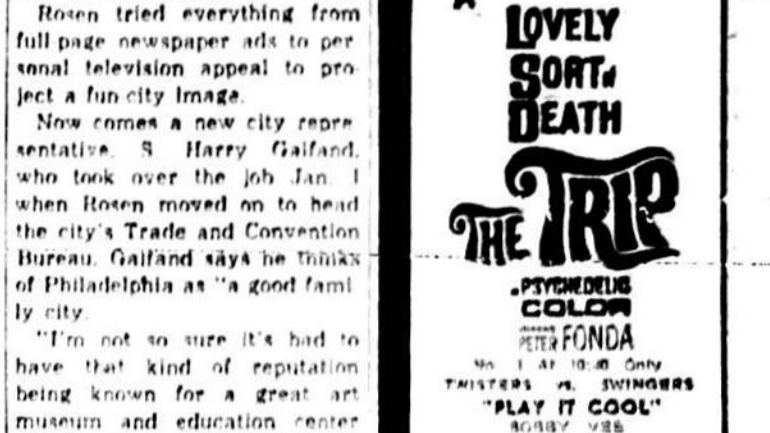 Rosen tried everything from
full page newspaper ads to per
sonal television appeal to pro-
ject a fun-city image.
Now comes a new city repre
sentative. S. Harry Galfand,
who took over the job Jan. 1
when Rosen moved on to head
the city's Trade and Convention
Bureau. Galfand says he thinks
of Philadelphia as "a good fami
ly city.
"I'm not so sure it's bad to
have that kind of reputation
being known for a great art
museum and education center
A
LOVELY
SORT of
DEATH
THE TRIP
PSYCHEDELIC
COLOR
PETER FONDA
No. 1 At 10:40 Only
TWISTERS vs. SWINGERS
"PLAY IT COOL"
BOBBY VEE